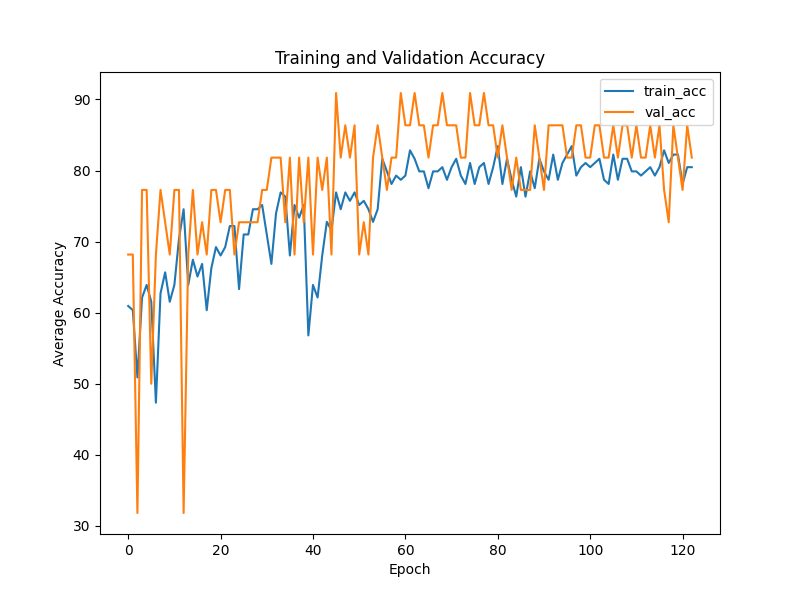 Training and Validation Accuracy
train_acc
val_acc
90
80
70
60
50
40
30
Average Accuracy
0 20 40 60 80 100 120
Epoch